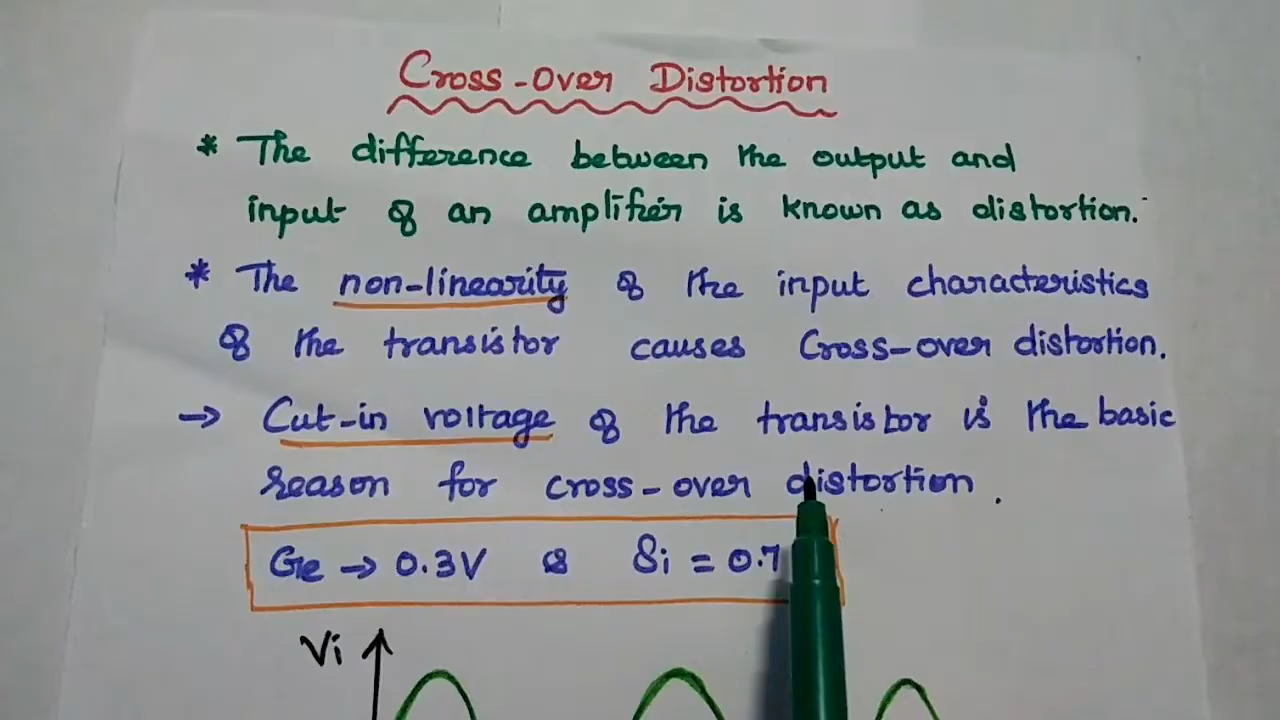 Cross-Over Distortion
* The difference between the output and
input of an amplifier is known as distortion.
* The non-linearity of the input characteristics
of the transistor causes Cross-over distortion.
→ Cut-in voltage of the transistor is the basic
reason for cross-over distortion.
Ge → 0.3V & Si = 0.7
Vi